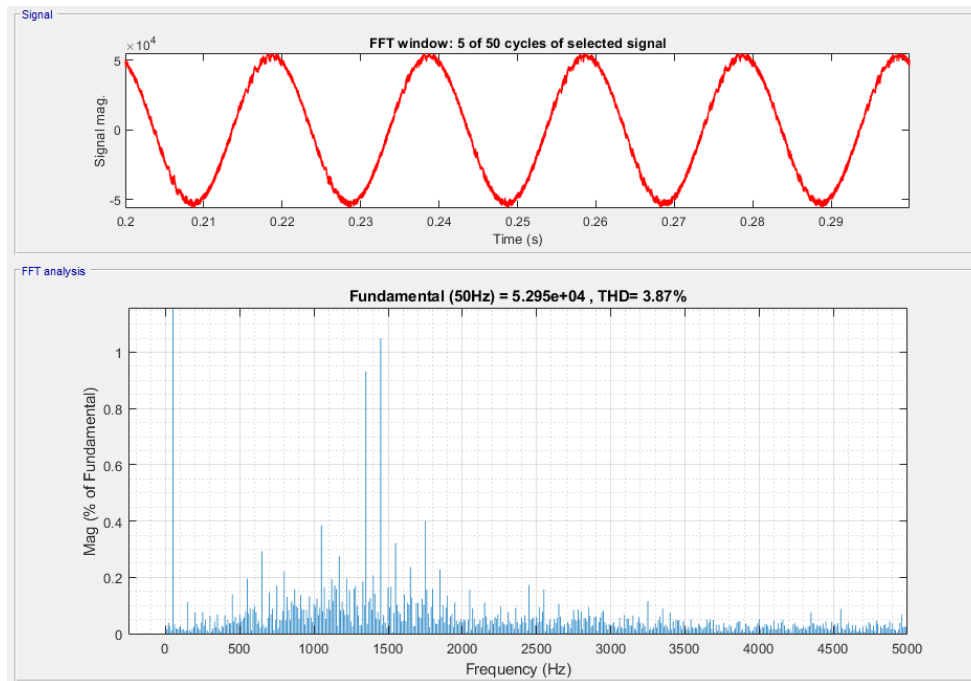 Signal
×10⁴
FFT window: 5 of 50 cycles of selected signal
5
0
-5
Signal mag.
0.2 0.21 0.22 0.23 0.24 0.25 0.26 0.27 0.28 0.29
Time (s)
FFT analysis
Fundamental (50Hz) = 5.295e+04 , THD= 3.87%
1
0.8
0.6
0.4
0.2
0
Mag (% of Fundamental)
0 500 1000 1500 2000 2500 3000 3500 4000 4500 5000
Frequency (Hz)